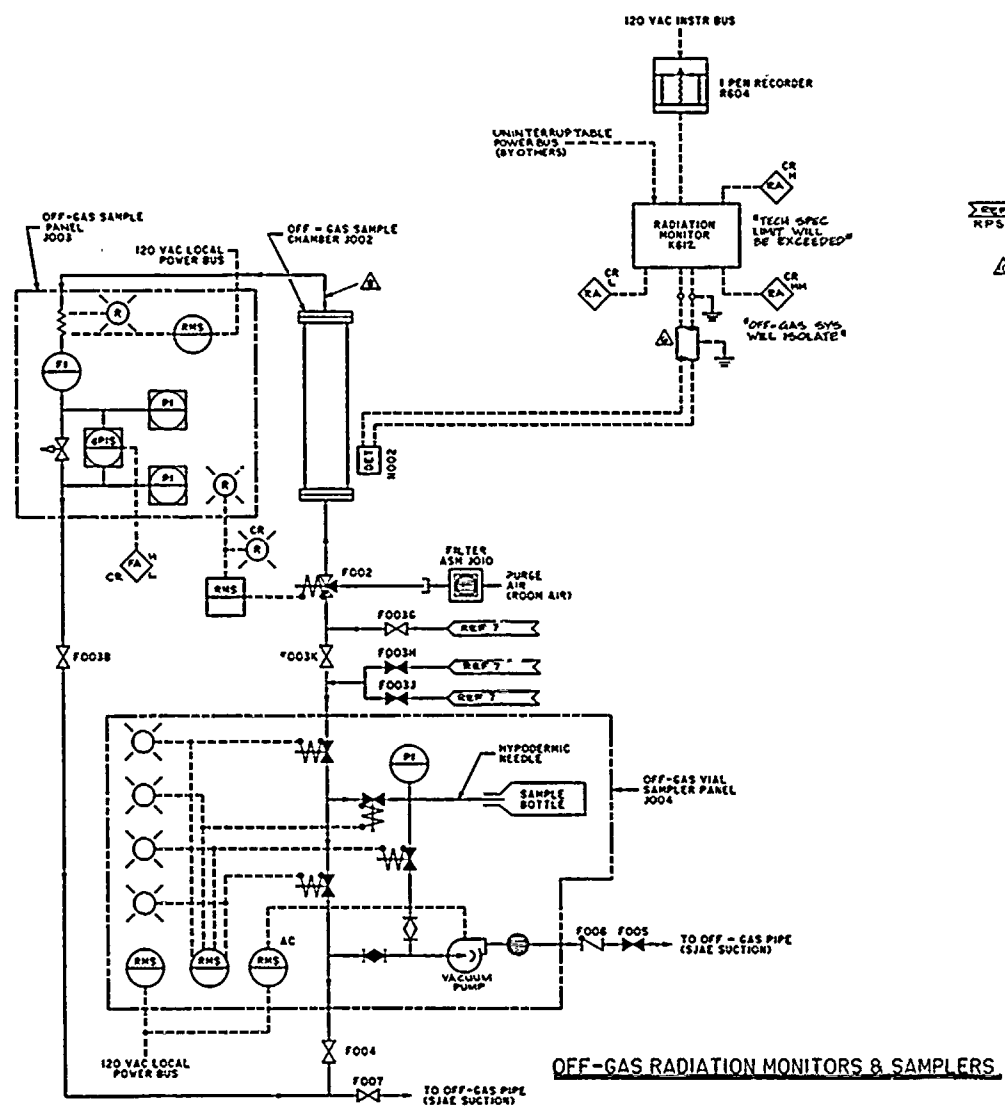 120 VAC INSTR BUS
1 PEN RECORDER
R604
UNINTERRUPTABLE
POWER BUS
(BY OTHERS)
CR
H
RA
RADIATION
MONITOR
K612
"TECH SPEC
LIMIT WILL
BE EXCEEDED"
REF
RPS
CR
L
RA
CR
HH
RA
"OFF-GAS SYS
WILL ISOLATE"
OFF-GAS SAMPLE
PANEL
J003
OFF-GAS SAMPLE
CHAMBER J002
120 VAC LOCAL
POWER BUS
R
RMS
FI
PI
dPIS
PI
R
DET
N002
CR
FA
H
L
CR
R
RMS
F002
FILTER
ASM J010
PURGE
AIR
(ROOM AIR)
F003G
REF 7
F003B
F003K
F003H
REF 7
F003J
REF 7
PI
HYPODERMIC
NEEDLE
SAMPLE
BOTTLE
OFF-GAS VIAL
SAMPLER PANEL
J004
AC
RMS
RMS
RMS
VACUUM
PUMP
F006
F005
TO OFF-GAS PIPE
(SJAE SUCTION)
120 VAC LOCAL
POWER BUS
F004
F007
TO OFF-GAS PIPE
(SJAE SUCTION)
OFF-GAS RADIATION MONITORS & SAMPLERS